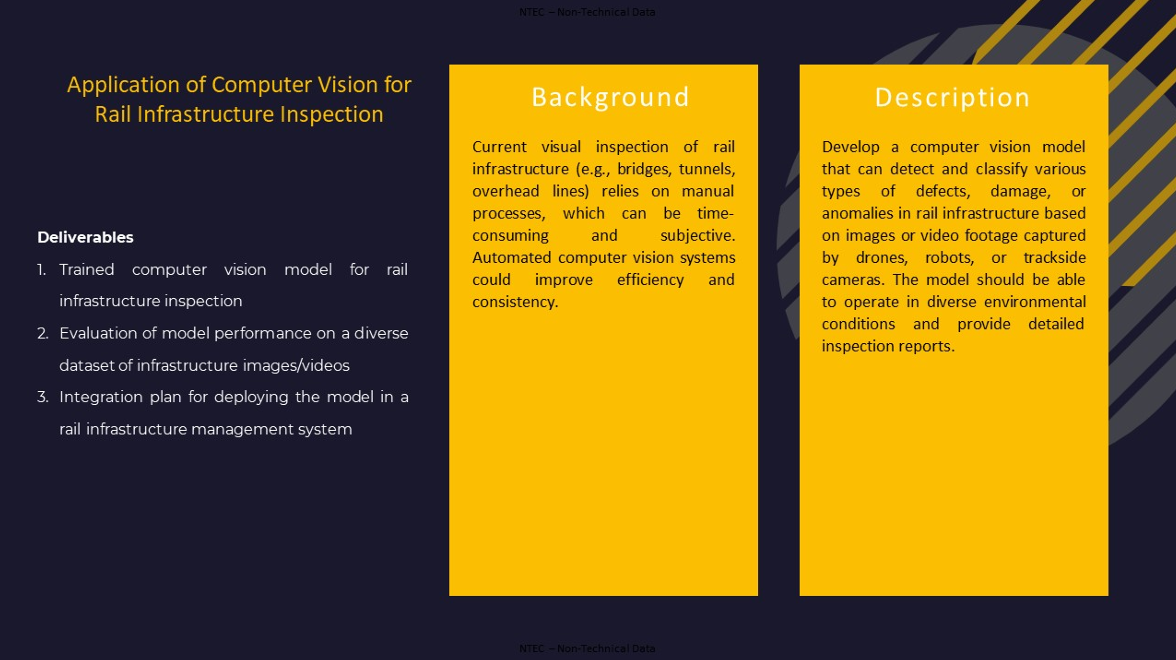 NTEC – Non-Technical Data
Application of Computer Vision for
Rail Infrastructure Inspection
Deliverables
1. Trained computer vision model for rail
infrastructure inspection
2. Evaluation of model performance on a diverse
dataset of infrastructure images/videos
3. Integration plan for deploying the model in a
rail infrastructure management system
Background
Current visual inspection of rail
infrastructure (e.g., bridges, tunnels,
overhead lines) relies on manual
processes, which can be time-
consuming and subjective.
Automated computer vision systems
could improve efficiency and
consistency.
Description
Develop a computer vision model
that can detect and classify various
types of defects, damage, or
anomalies in rail infrastructure based
on images or video footage captured
by drones, robots, or trackside
cameras. The model should be able
to operate in diverse environmental
conditions and provide detailed
inspection reports.
NTEC – Non-Technical Data